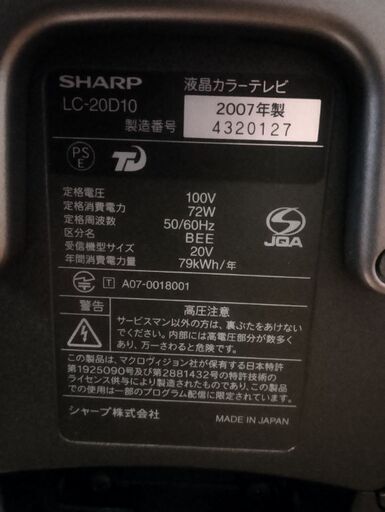 SHARP 液晶カラーテレビ
LC-20D10 2007年製
製造番号 4320127
PS
E
TD
定格電圧 100V
定格消費電力 72W
定格周波数 50/60Hz
区分名 BEE
受信機型サイズ 20V
年間消費電力量 79kWh/年
JQA
T A07-0018001
警告 高圧注意
サービスマン以外の方は、裏ぶたをあけない
でください。内部には高電圧部分が数多く
あり、万一さわると危険です。
この製品は、マクロヴィジョン社が保有する日本特許
第1925090号及び第2881432号の特許技術の
ライセンス供与により製造されたものであり、この製品
での使用は一部のプログラム配信に限定されます。
シャープ株式会社 MADE IN JAPAN